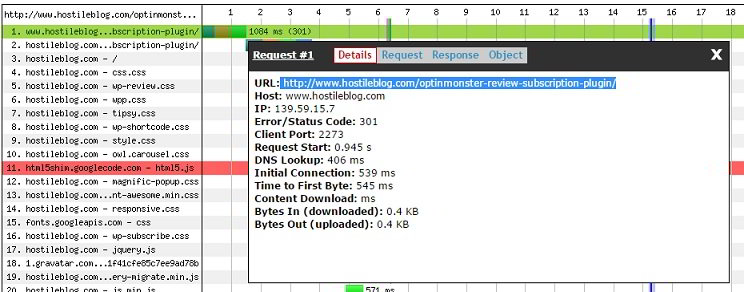 http://www.hostileblog.com/optinmonst...
1 2 3 4 5 6 7 8 9 10 11 12 13 14 15 16 17 18
1. www.hostileblog...bscription-plugin/ 1084 ms (301)
2. hostileblog.com...bscription-plugin/
3. hostileblog.com - /
4. hostileblog.com - css.css
5. hostileblog.com - wp-review.css
6. hostileblog.com - wpp.css
7. hostileblog.com - tipsy.css
8. hostileblog.com - wp-shortcode.css
9. hostileblog.com - style.css
10. hostileblog.com - owl.carousel.css
11. html5shim.googlecode.com - html5.js
12. hostileblog.com - magnific-popup.css
13. hostileblog.com...nt-awesome.min.css
14. hostileblog.com - responsive.css
15. fonts.googleapis.com - css
16. hostileblog.com - wp-subscribe.css
17. hostileblog.com - jquery.js
18. 1.gravatar.com...1f41cfe85c7ee9ad78b
19. hostileblog.com...ery-migrate.min.js
20. hostileblog.com - js.min.js 571 ms
Request #1 Details Request Response Object X
URL: http://www.hostileblog.com/optinmonster-review-subscription-plugin/
Host: www.hostileblog.com
IP: 139.59.15.7
Error/Status Code: 301
Client Port: 2273
Request Start: 0.945 s
DNS Lookup: 406 ms
Initial Connection: 539 ms
Time to First Byte: 545 ms
Content Download: ms
Bytes In (downloaded): 0.4 KB
Bytes Out (uploaded): 0.4 KB